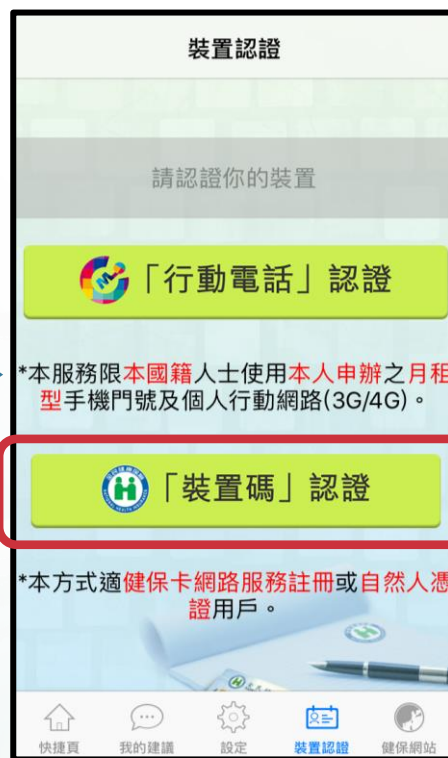 裝置認證
請認證你的裝置
「行動電話」認證
*本服務限本國籍人士使用本人申辦之月租
型手機門號及個人行動網路(3G/4G)。
「裝置碼」認證
*本方式適健保卡網路服務註冊或自然人憑
證用戶。
快捷頁 我的建議 設定 裝置認證 健保網站